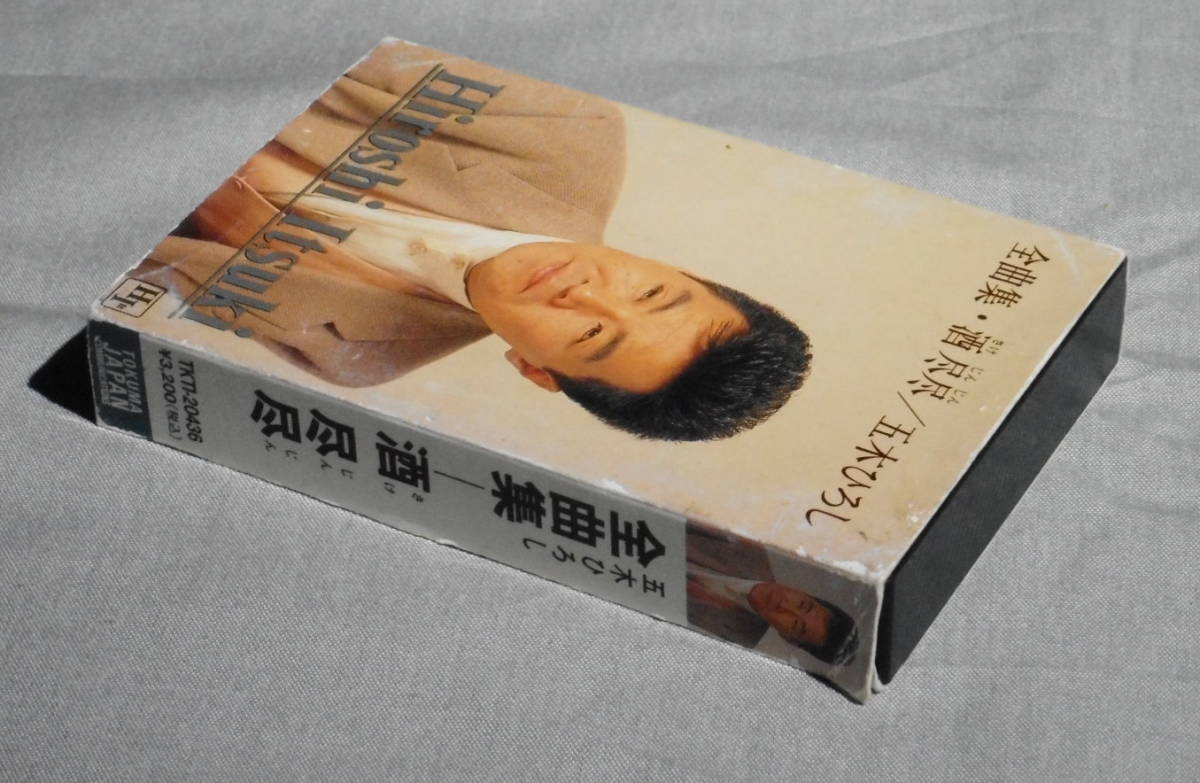 全曲集・酒尽尽/五木ひろし
さけ じんじん
Hiroshi Itsuki
五木ひろし
全曲集――酒尽尽
さけ じんじん
TKTT-20436
¥3,200(税込)
TOKUMA
JAPAN